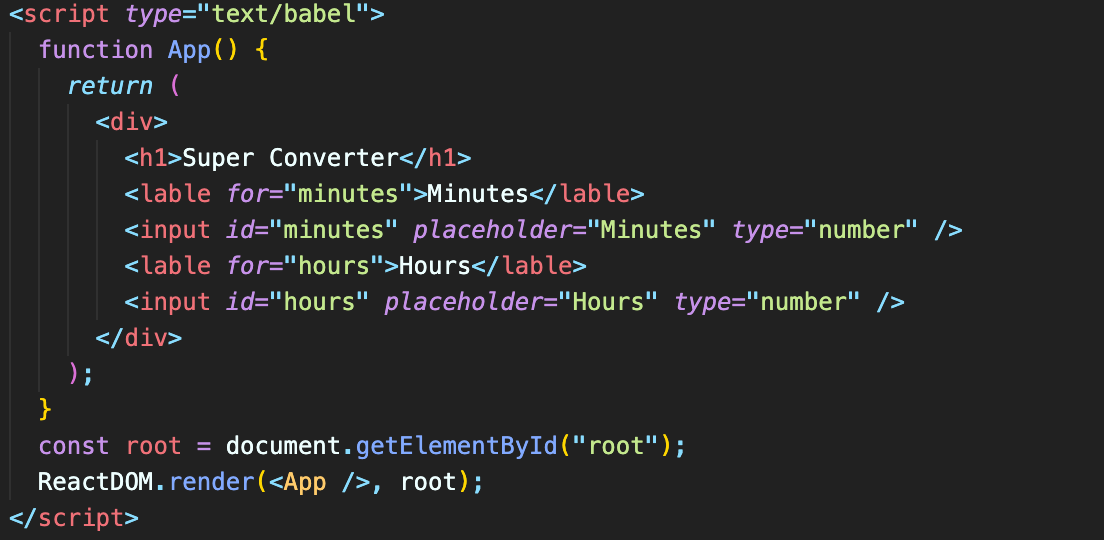 <script type="text/babel">
function App() {
return (
<div>
<h1>Super Converter</h1>
<lable for="minutes">Minutes</lable>
<input id="minutes" placeholder="Minutes" type="number" />
<lable for="hours">Hours</lable>
<input id="hours" placeholder="Hours" type="number" />
</div>
);
}
const root = document.getElementById("root");
ReactDOM.render(<App />, root);
</script>